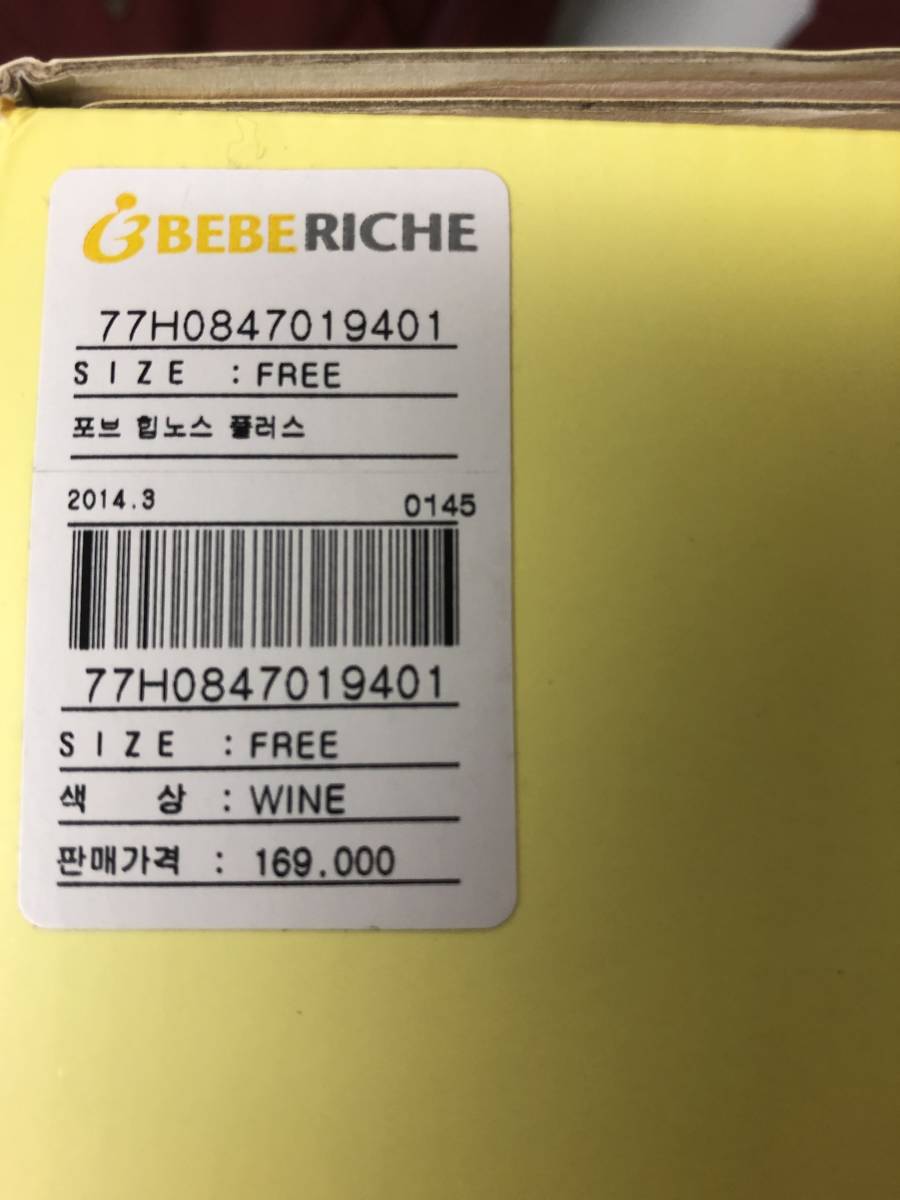 BEBERICHE
77H0847019401
SIZE : FREE
포브 힙노스 플러스
2014.3 0145
77H0847019401
SIZE : FREE
색 상 : WINE
판매가격 : 169.000